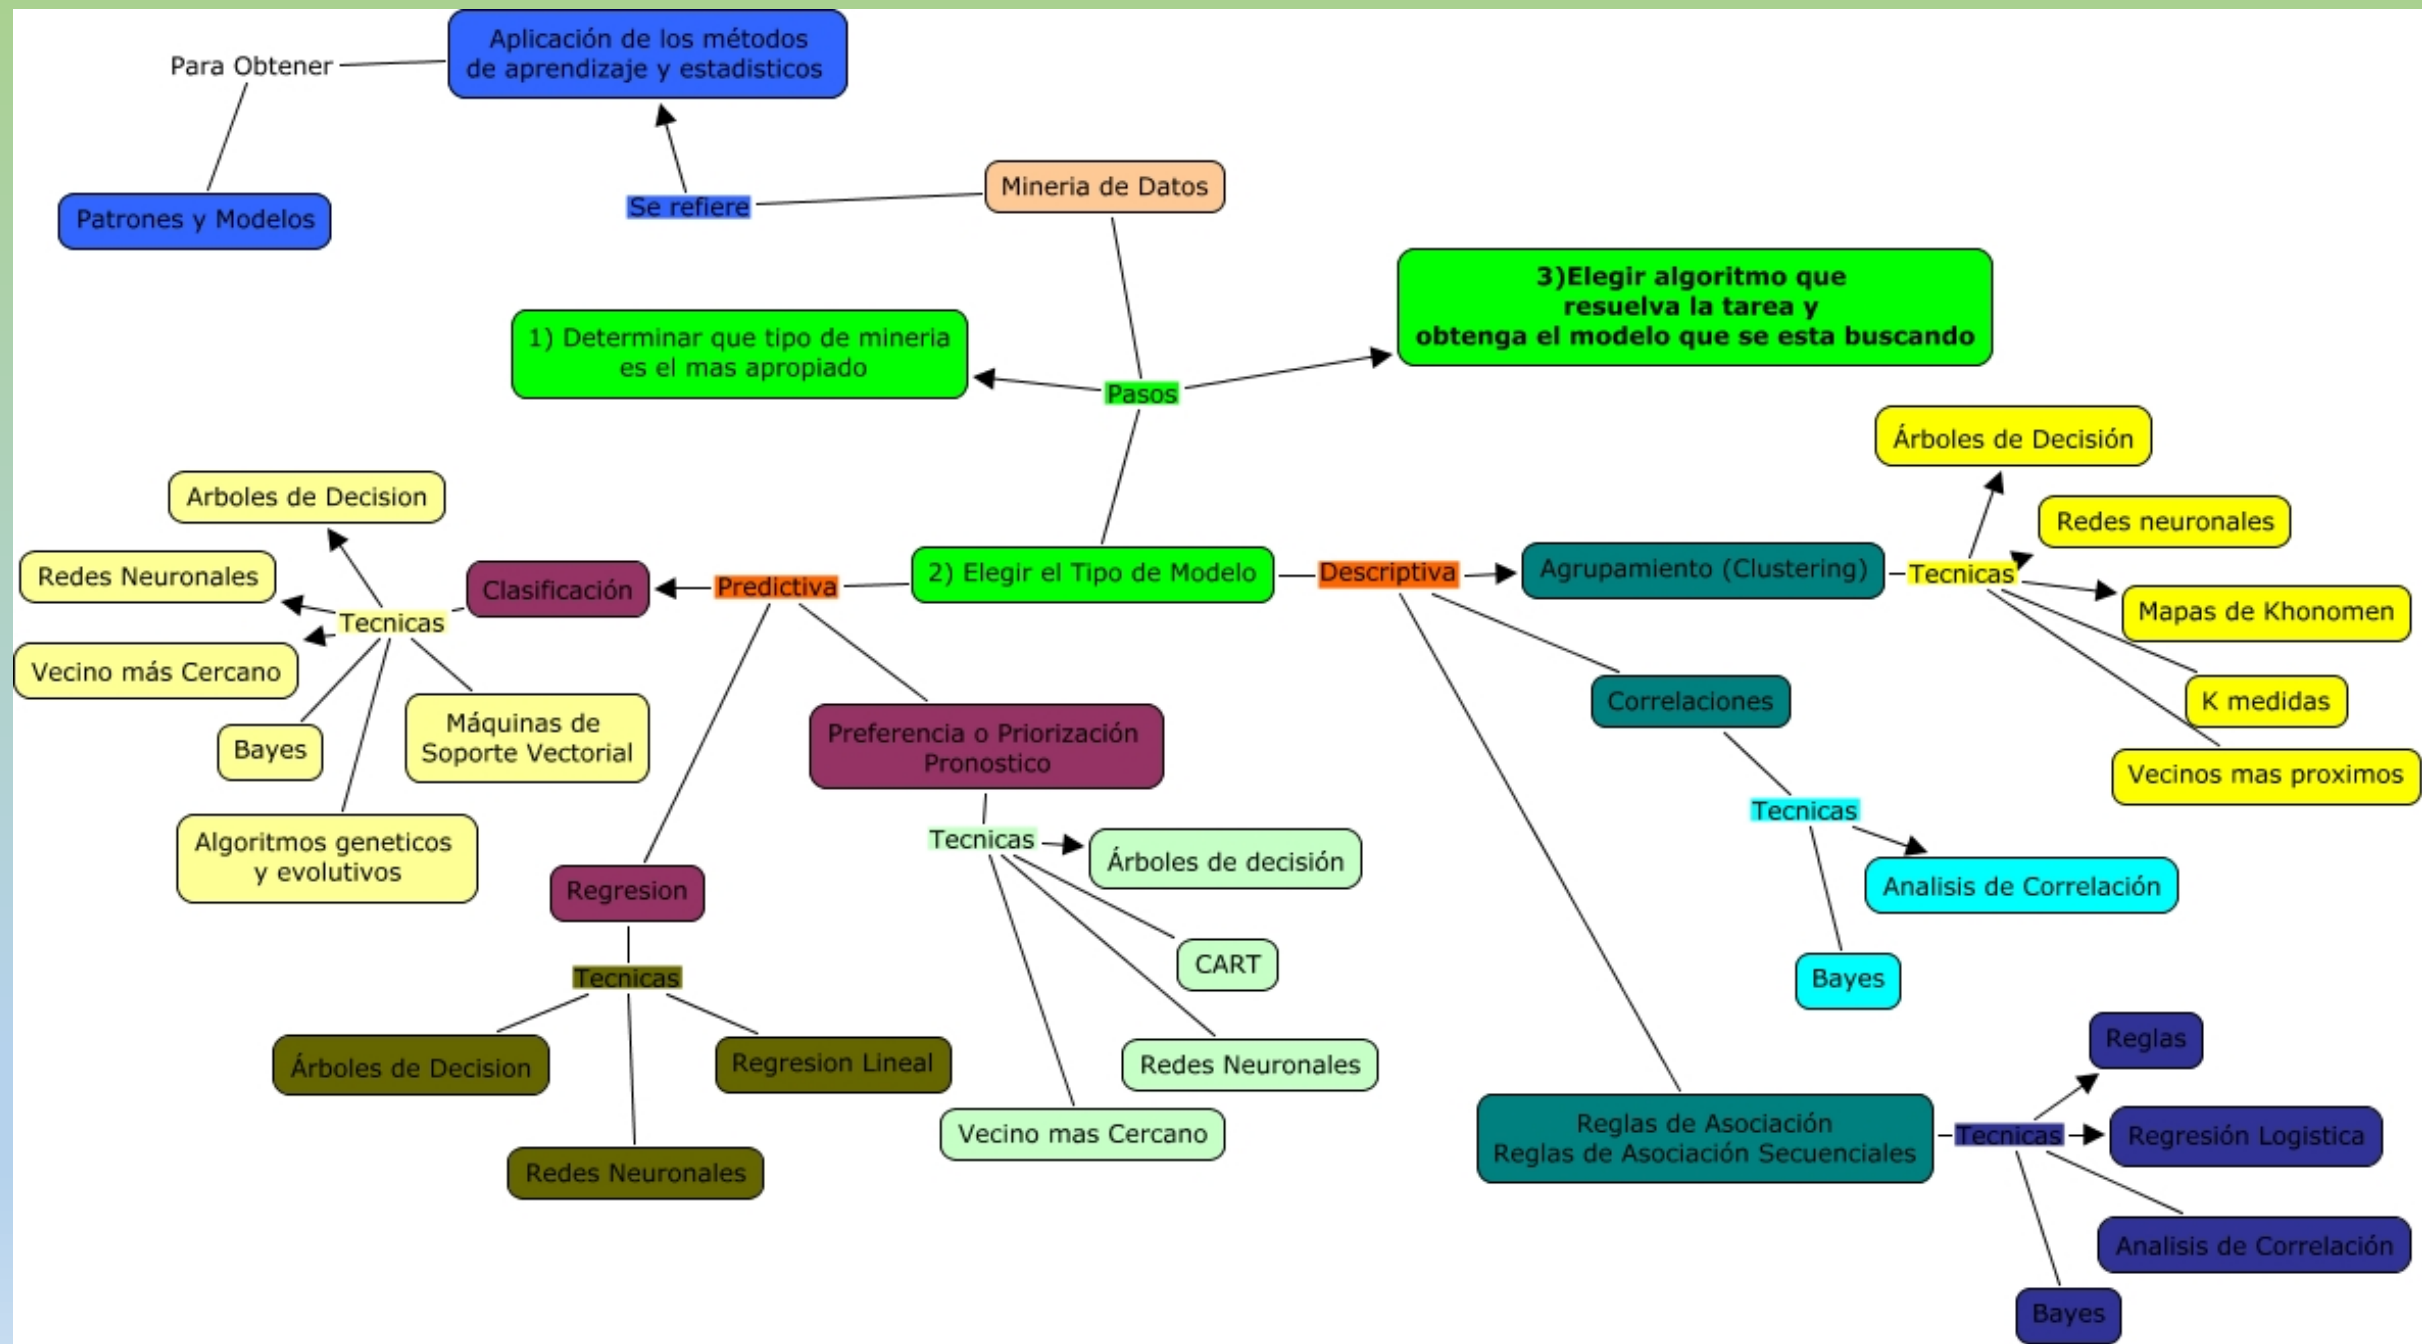 Aplicación de los métodos
de aprendizaje y estadisticos
Para Obtener
Patrones y Modelos
Se refiere
Mineria de Datos
1) Determinar que tipo de mineria
es el mas apropiado
3)Elegir algoritmo que
resuelva la tarea y
obtenga el modelo que se esta buscando
Pasos
2) Elegir el Tipo de Modelo
Predictiva
Clasificación
Tecnicas
Arboles de Decision
Redes Neuronales
Vecino más Cercano
Bayes
Máquinas de
Soporte Vectorial
Algoritmos geneticos
y evolutivos
Regresion
Tecnicas
Árboles de Decision
Regresion Lineal
Redes Neuronales
Preferencia o Priorización
Pronostico
Tecnicas
Árboles de decisión
CART
Redes Neuronales
Vecino mas Cercano
Descriptiva
Agrupamiento (Clustering)
Tecnicas
Árboles de Decisión
Redes neuronales
Mapas de Khonomen
K medidas
Vecinos mas proximos
Correlaciones
Tecnicas
Analisis de Correlación
Bayes
Reglas de Asociación
Reglas de Asociación Secuenciales
Tecnicas
Reglas
Regresión Logistica
Analisis de Correlación
Bayes